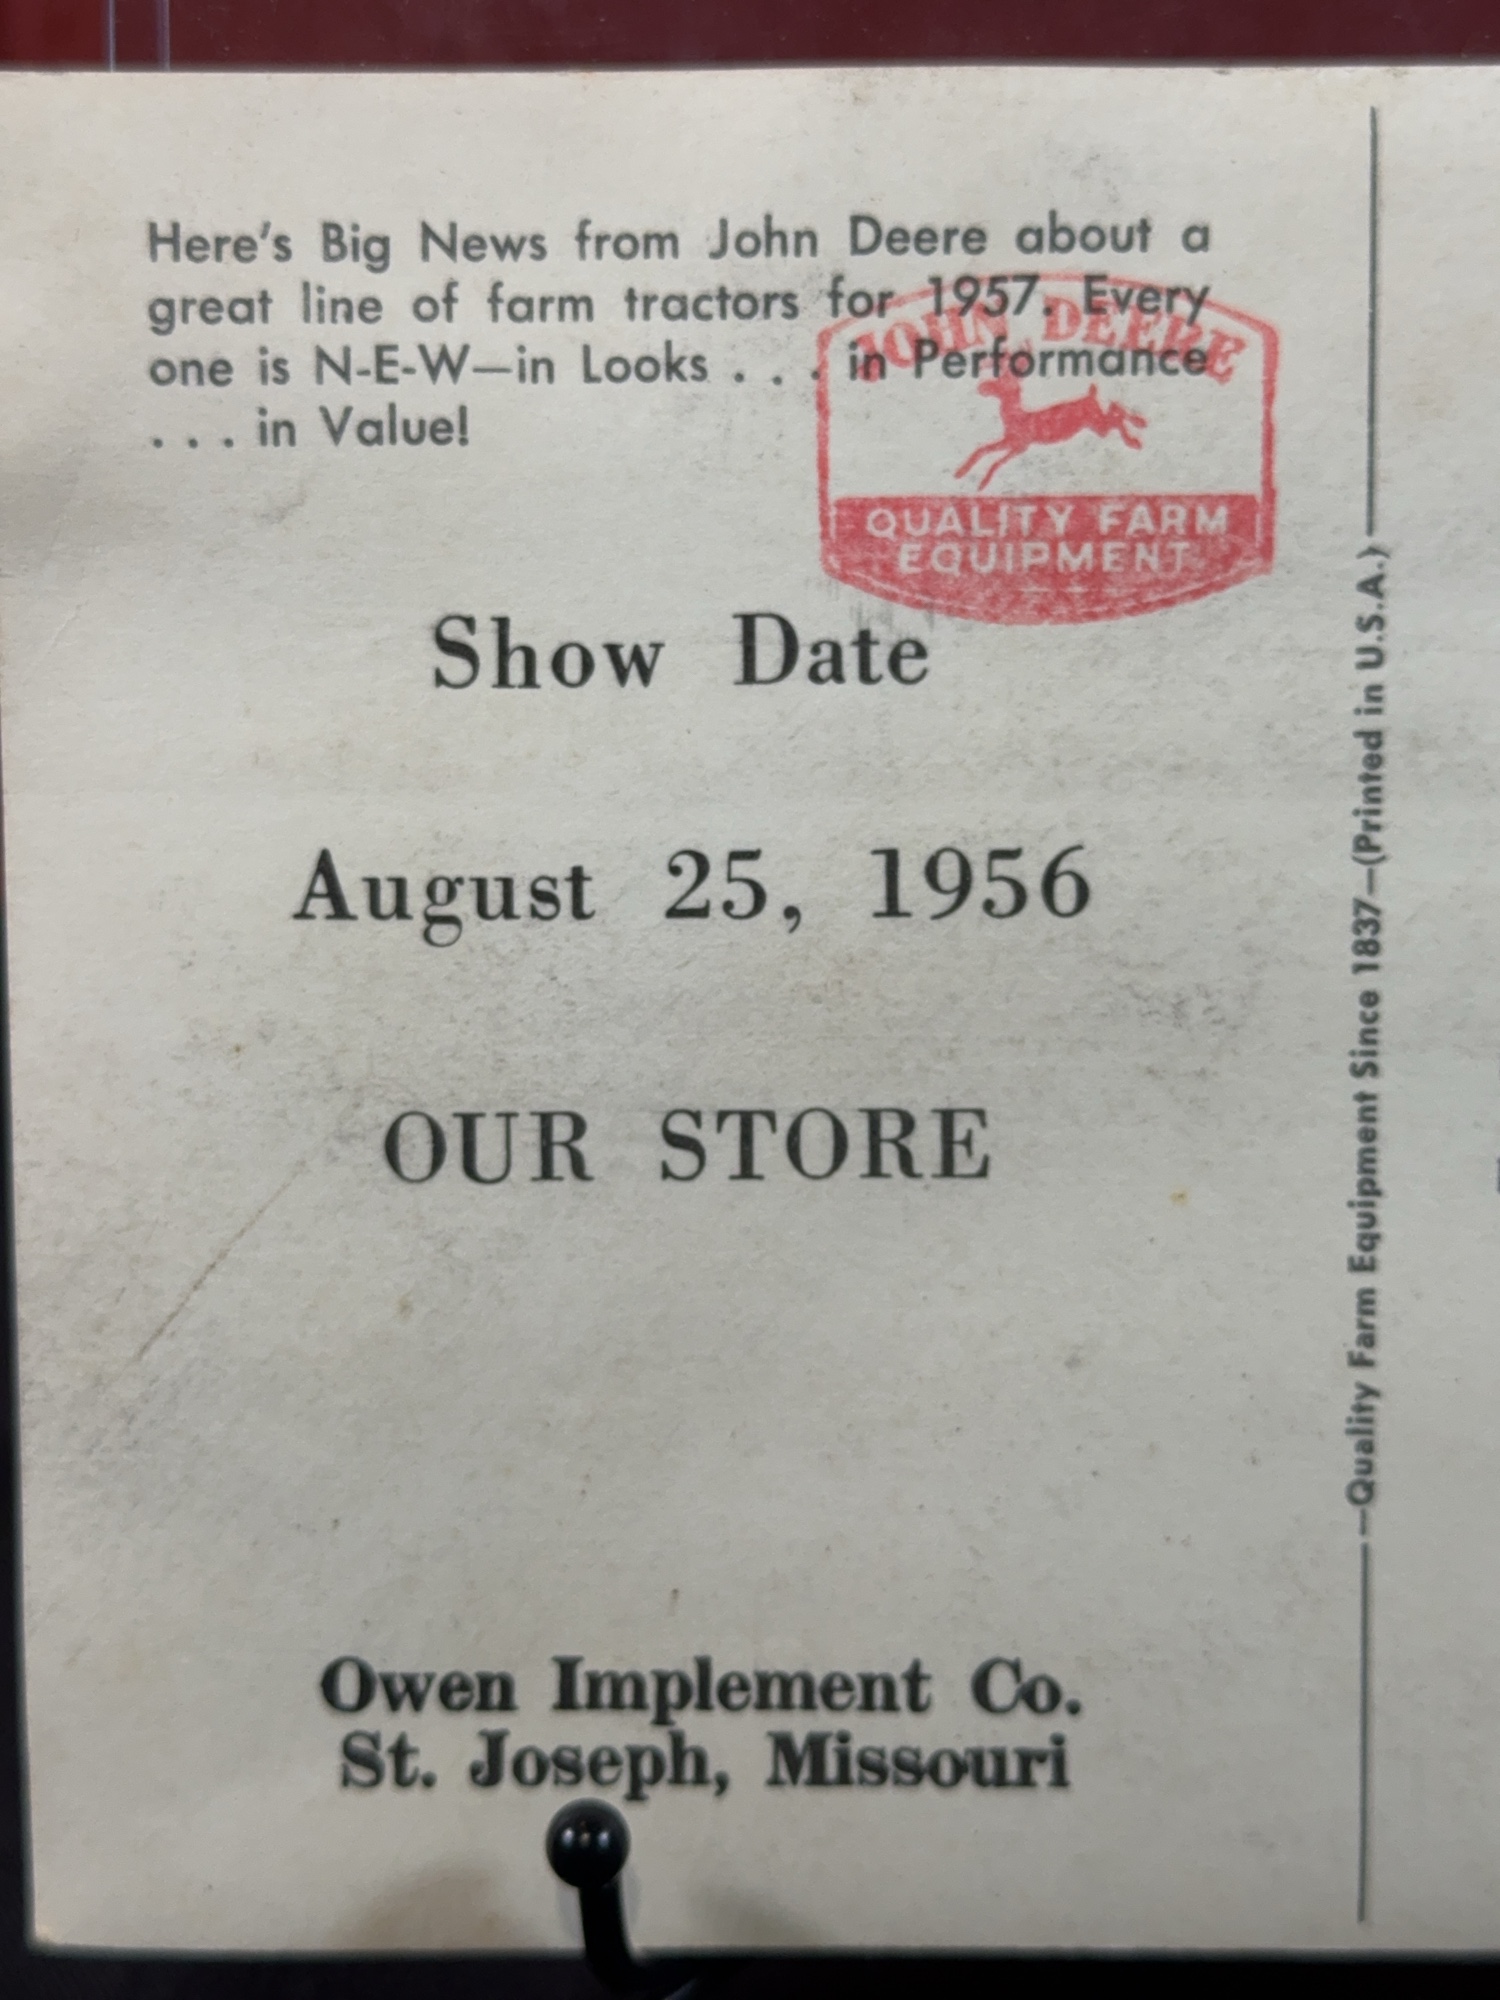 Here's Big News from John Deere about a
great line of farm tractors for 1957. Every
one is N-E-W—in Looks . . . in Performance
. . . in Value!
JOHN DEERE
QUALITY FARM
EQUIPMENT
Show Date
August 25, 1956
OUR STORE
Owen Implement Co.
St. Joseph, Missouri
—Quality Farm Equipment Since 1837—(Printed in U.S.A.)